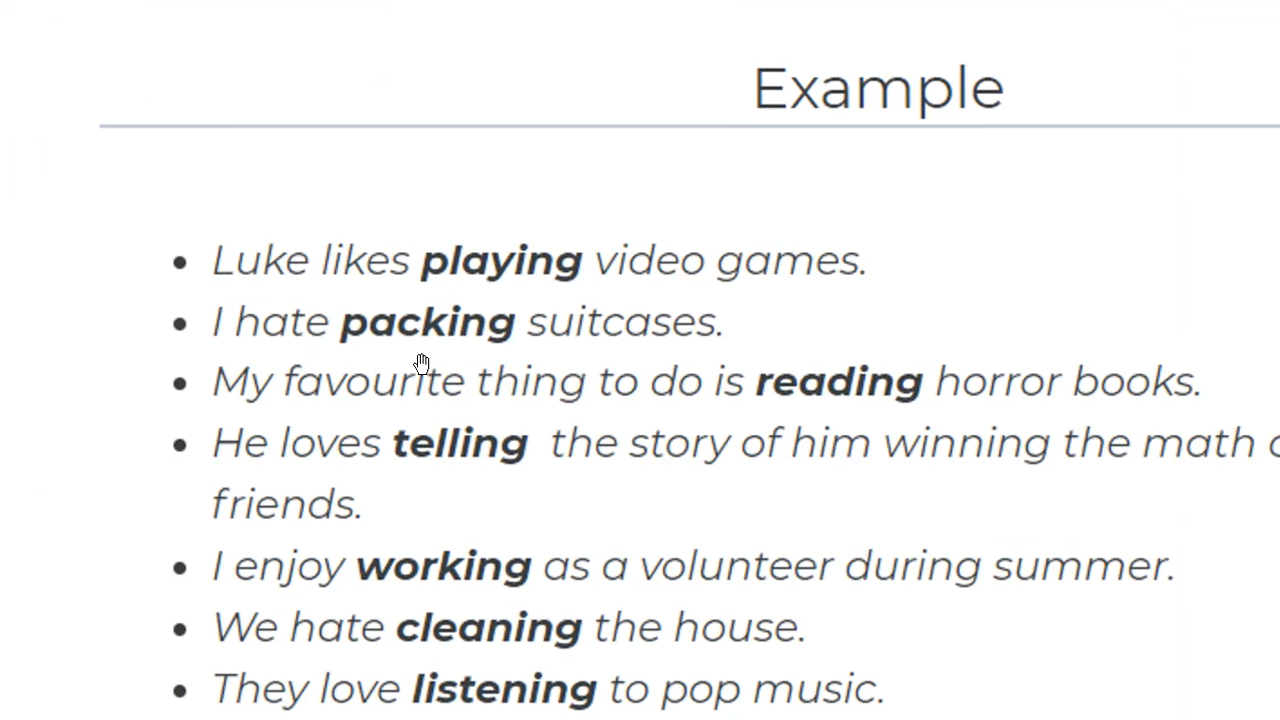 Example
• Luke likes playing video games.
• I hate packing suitcases.
• My favourite thing to do is reading horror books.
• He loves telling the story of him winning the math
friends.
• I enjoy working as a volunteer during summer.
• We hate cleaning the house.
• They love listening to pop music.